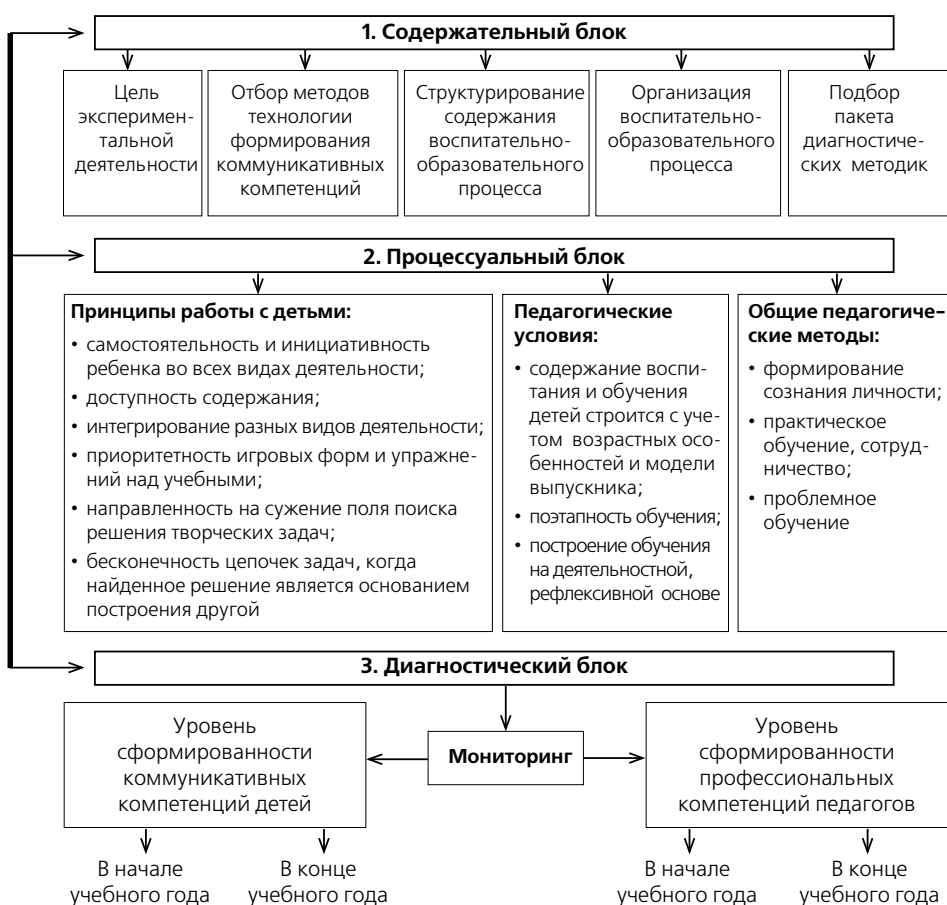 1. Содержательный блок
Цель
эксперимен-
тальной
деятельности
Отбор методов
технологии
формирования
коммуникативных
компетенций
Структурирование
содержания
воспитательно-
образовательного
процесса
Организация
воспитательно-
образовательного
процесса
Подбор
пакета
диагностиче-
ских методик
2. Процессуальный блок
Принципы работы с детьми:
• самостоятельность и инициативность
ребенка во всех видах деятельности;
• доступность содержания;
• интегрирование разных видов деятельности;
• приоритетность игровых форм и упражне-
ний над учебными;
• направленность на сужение поля поиска
решения творческих задач;
• бесконечность цепочек задач, когда
найденное решение является основанием
построения другой
Педагогические
условия:
• содержание воспи-
тания и обучения
детей строится с уче-
том возрастных осо-
бенностей и модели
выпускника;
• поэтапность обучения;
• построение обучения
на деятельностной,
рефлексивной основе
Общие педагогиче-
ские методы:
• формирование
сознания личности;
• практическое
обучение, сотруд-
ничество;
• проблемное
обучение
3. Диагностический блок
Уровень
сформированности
коммуникативных
компетенций детей
Мониторинг
Уровень
сформированности
профессиональных
компетенций педагогов
В начале
учебного года
В конце
учебного года
В начале
учебного года
В конце
учебного года